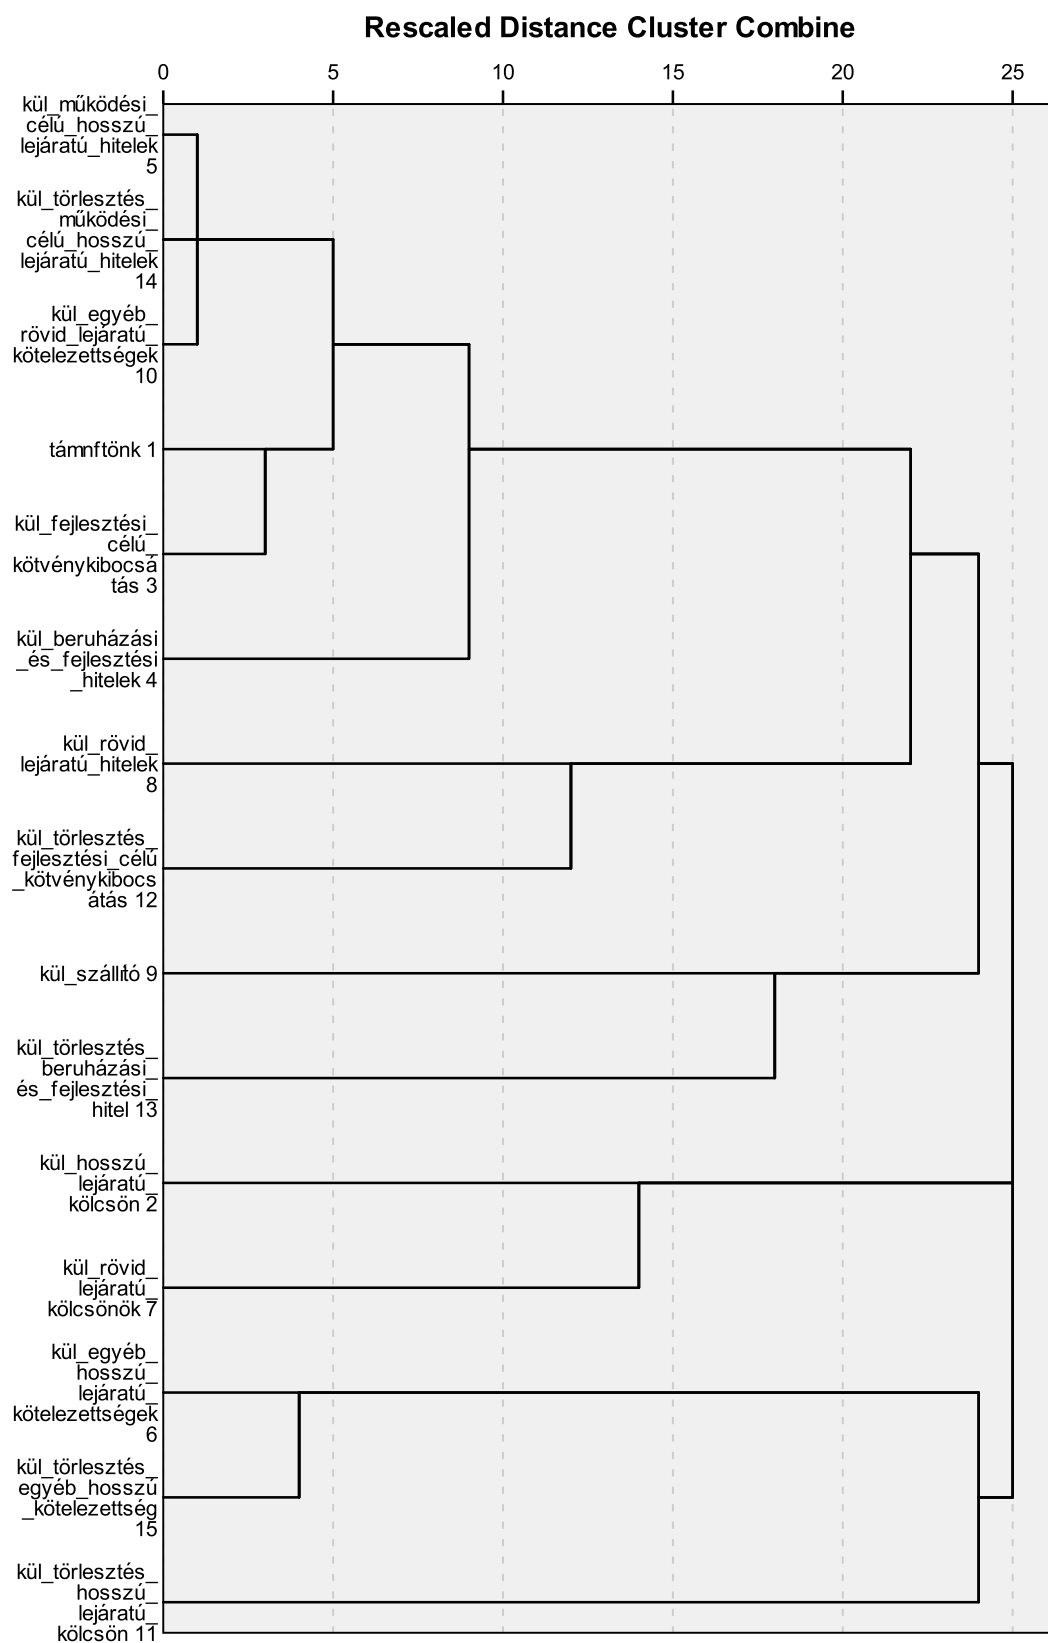 Rescaled Distance Cluster Combine
0 5 10 15 20 25
kül_működési_
célú_hosszú_
lejáratú_hitelek
5
kül_törlesztés_
működési_
célú_hosszú_
lejáratú_hitelek
14
kül_egyéb_
rövid_lejáratú_
kötelezettségek
10
támnftönk 1
kül_fejlesztési_
célú_
kötvénykibocsá
tás 3
kül_beruházási
_és_fejlesztési
_hitelek 4
kül_rövid_
lejáratú_hitelek
8
kül_törlesztés_
fejlesztési_célú
_kötvénykibocs
átás 12
kül_szállító 9
kül_törlesztés_
beruházási_
és_fejlesztési_
hitel 13
kül_hosszú_
lejáratú_
kölcsön 2
kül_rövid_
lejáratú_
kölcsönök 7
kül_egyéb_
hosszú_
lejáratú_
kötelezettségek
6
kül_törlesztés_
egyéb_hosszú
_kötelezettség
15
kül_törlesztés_
hosszú_
lejáratú_
kölcsön 11